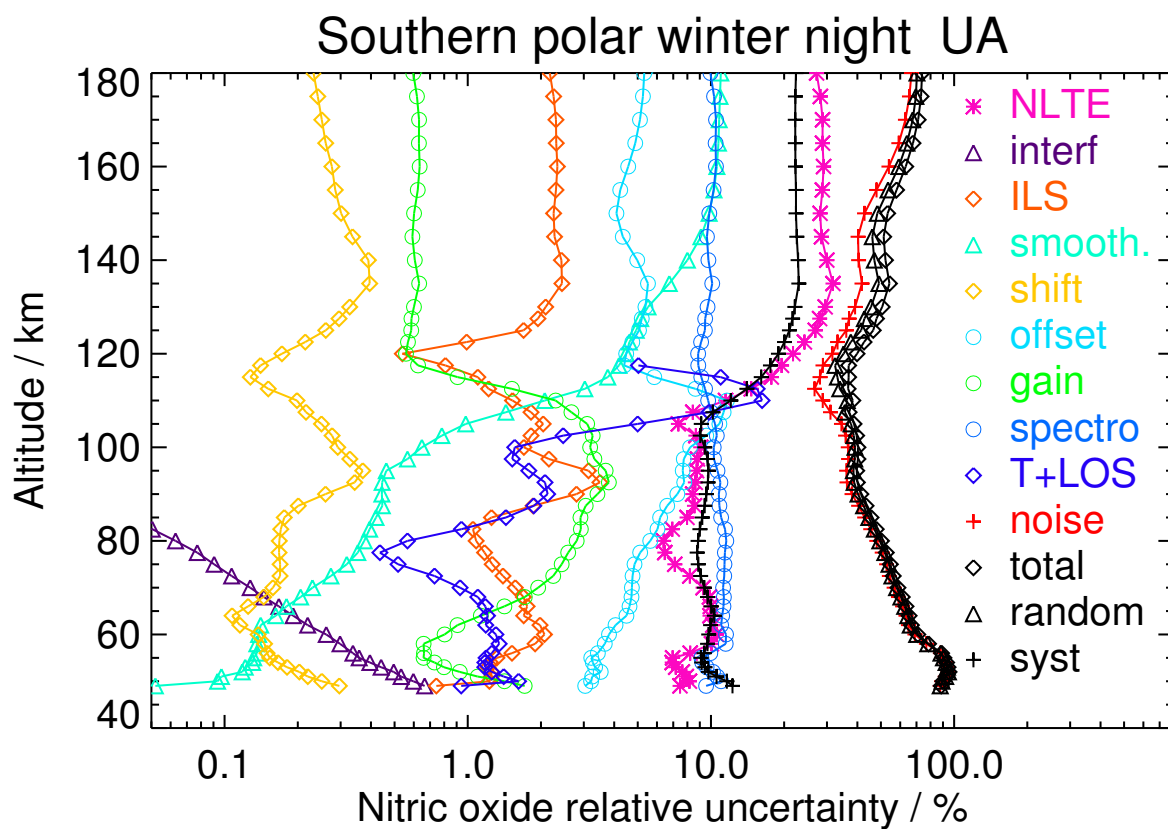 Southern polar winter night UA
180
160
140
120
100
80
60
40
Altitude / km
NLTE
interf
ILS
smooth.
shift
offset
gain
spectro
T+LOS
noise
total
random
syst
0.1 1.0 10.0 100.0
Nitric oxide relative uncertainty / %